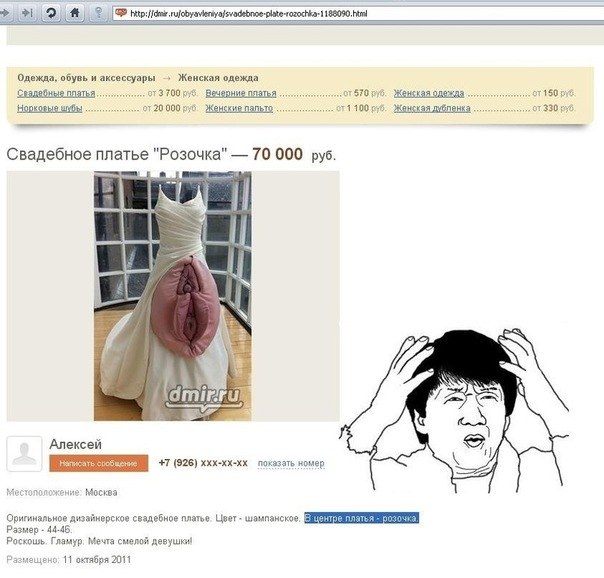 http://dmir.ru/obyavleniya/svadebnoe-plate-rozochka-1188090.html
Одежда, обувь и аксессуары → Женская одежда
Свадебные платья от 3 700 руб. Вечерние платья от 570 руб. Женская одежда от 150 руб.
Норковые шубы от 20 000 руб. Женские пальто от 1 100 руб. Женская дубленка от 330 руб.
Свадебное платье "Розочка" — 70 000 руб.
dmir.ru
Алексей
Написать сообщение +7 (926) xxx-xx-xx показать номер
Местоположение: Москва
Оригинальное дизайнерское свадебное платье. Цвет - шампанское. В центре платья - розочка.
Размер - 44-46.
Роскошь. Гламур. Мечта смелой девушки!
Размещено: 11 октября 2011